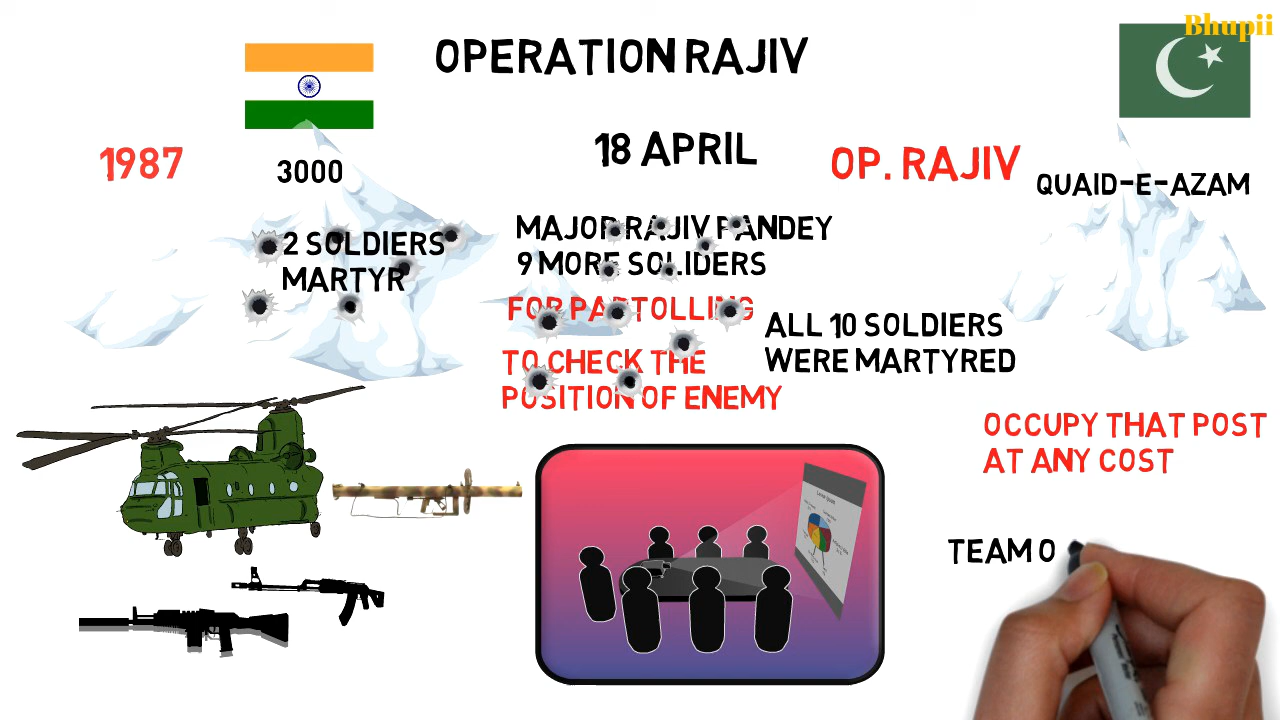 Bhupii
OPERATION RAJIV
1987
3000
18 APRIL
OP. RAJIV
QUAID-E-AZAM
2 SOLDIERS
MARTYR
MAJOR RAJIV PANDEY
9 MORE SOLIDERS
FOR PARTOLLING
TO CHECK THE
POSITION OF ENEMY
ALL 10 SOLDIERS
WERE MARTYRED
OCCUPY THAT POST
AT ANY COST
TEAM O